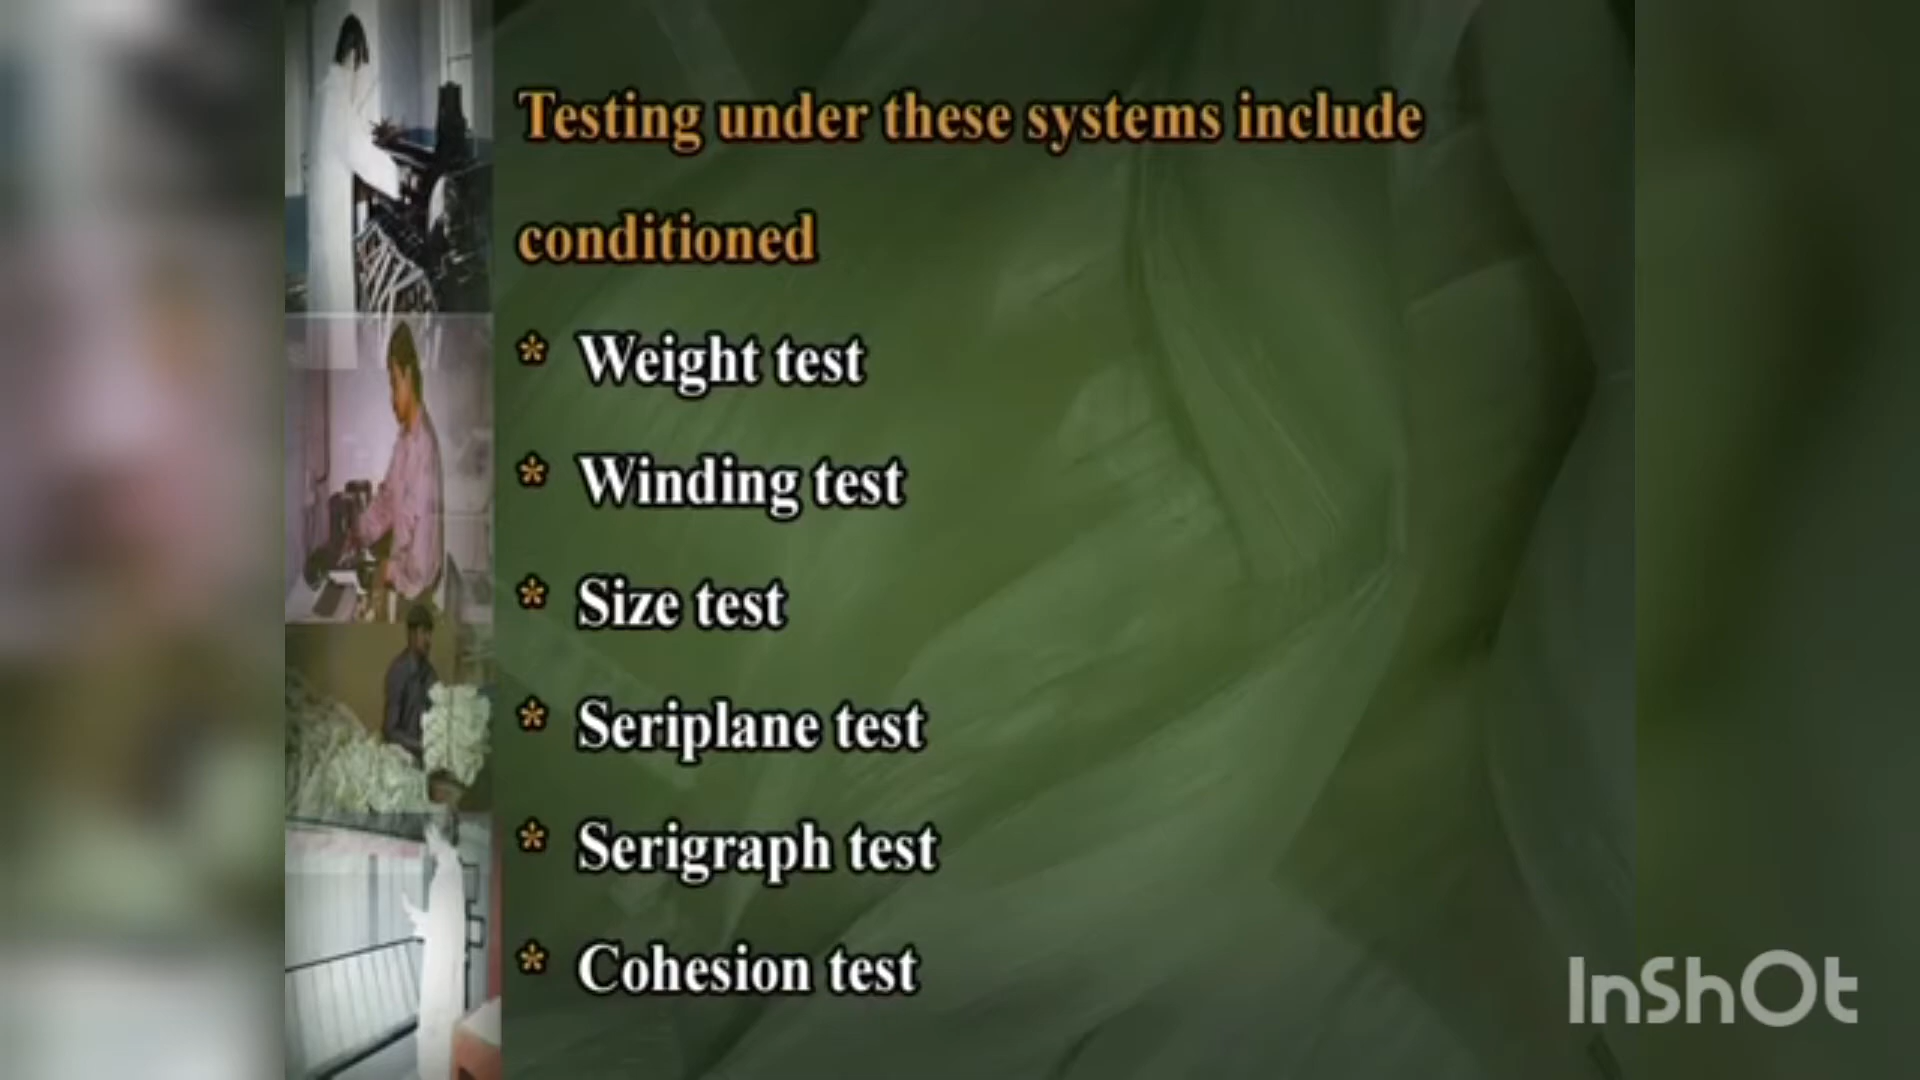 Testing under these systems include
conditioned
* Weight test
* Winding test
* Size test
* Seriplane test
* Serigraph test
* Cohesion test
InShOt